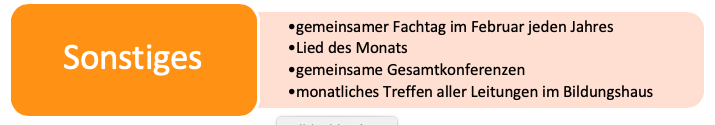 Sonstiges
•gemeinsamer Fachtag im Februar jeden Jahres
•Lied des Monats
•gemeinsame Gesamtkonferenzen
•monatliches Treffen aller Leitungen im Bildungshaus